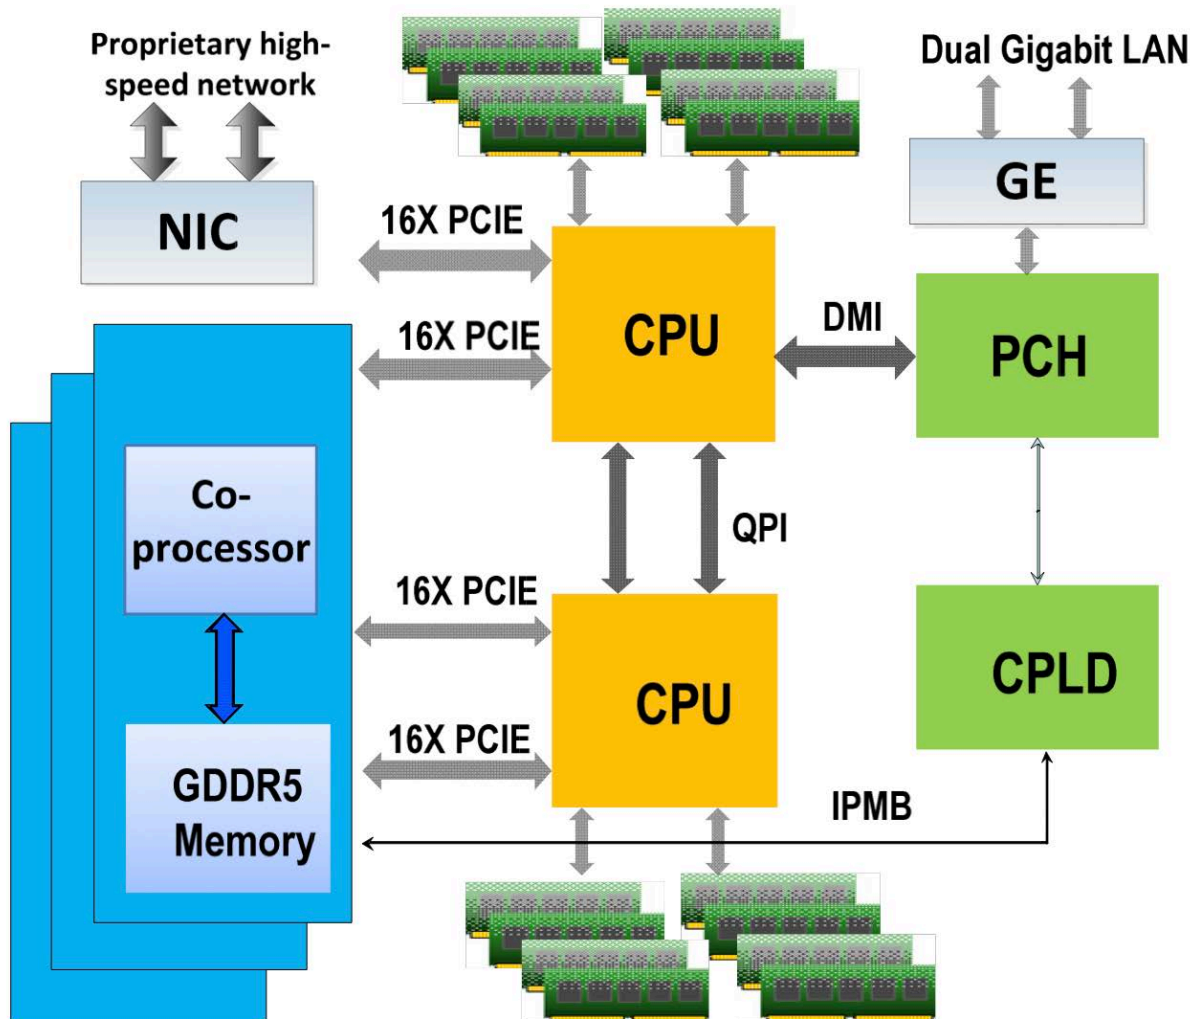 Proprietary high-
speed network
Dual Gigabit LAN
NIC
GE
16X PCIE
CPU
DMI
PCH
16X PCIE
Co-
processor
QPI
16X PCIE
CPU
CPLD
16X PCIE
GDDR5
Memory
IPMB